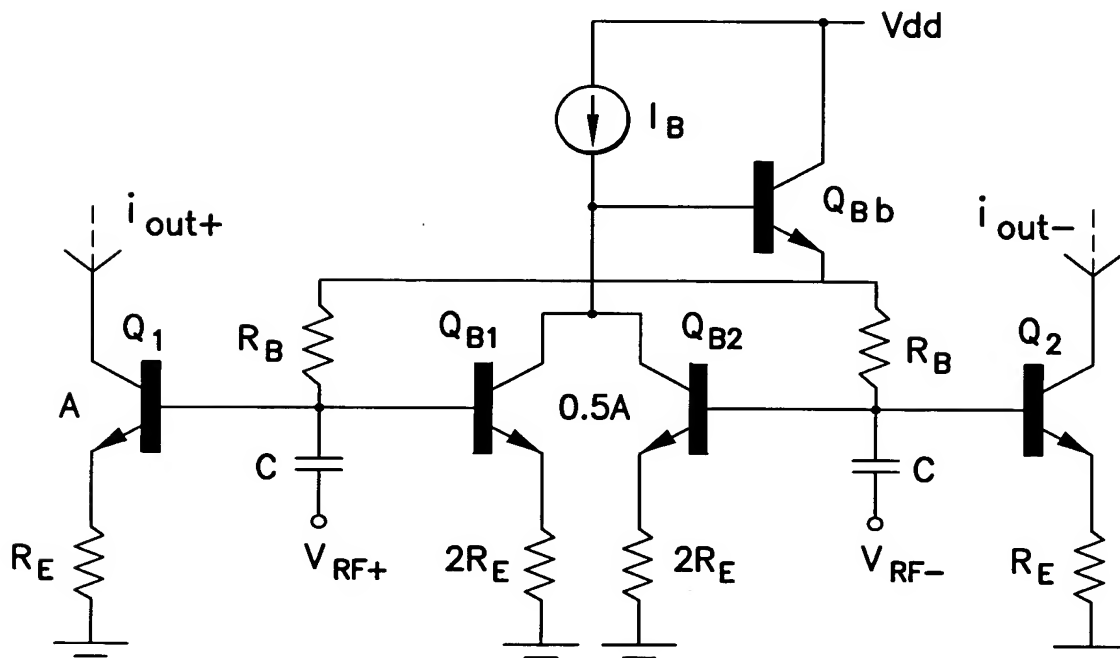 Vdd
I_B
Q_Bb
i_out+
i_out−
Q_1
R_B
Q_B1
Q_B2
R_B
Q_2
A
0.5A
C
C
V_RF+
V_RF−
R_E
2R_E
2R_E
R_E